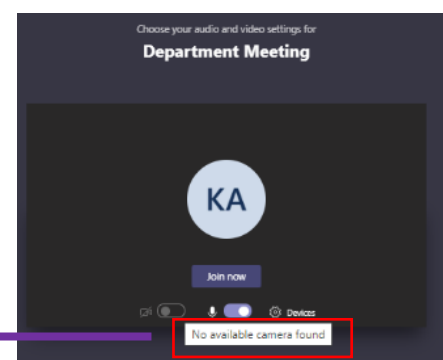 Choose your audio and video settings for
Department Meeting
KA
Join now
Devices
No available camera found